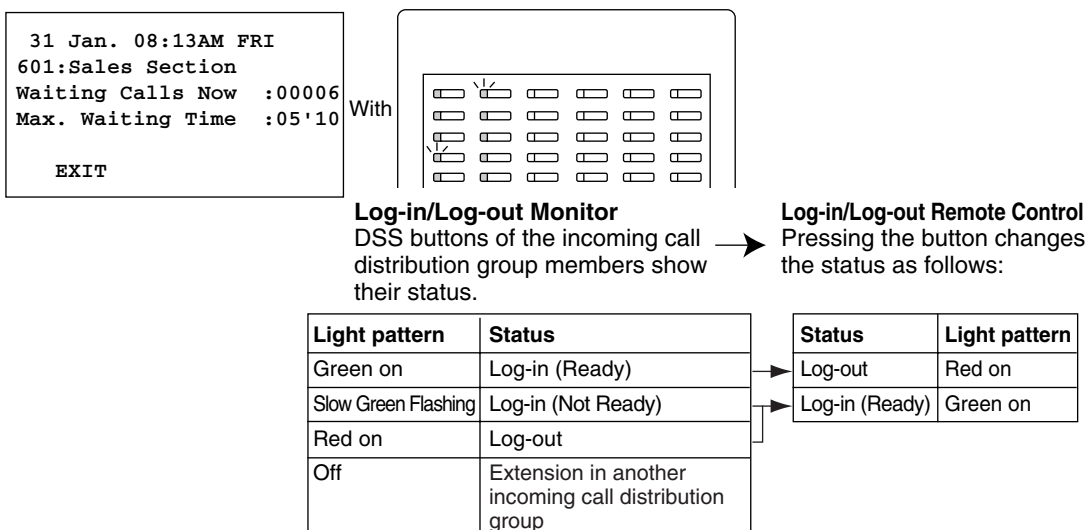 31 Jan. 08:13AM FRI
601:Sales Section
Waiting Calls Now :00006
Max. Waiting Time :05'10
EXIT
With
Log-in/Log-out Monitor
DSS buttons of the incoming call
distribution group members show
their status.
Log-in/Log-out Remote Control
Pressing the button changes
the status as follows:
Light pattern Status
Green on Log-in (Ready)
Slow Green Flashing Log-in (Not Ready)
Red on Log-out
Off Extension in another
incoming call distribution
group
Status Light pattern
Log-out Red on
Log-in (Ready) Green on